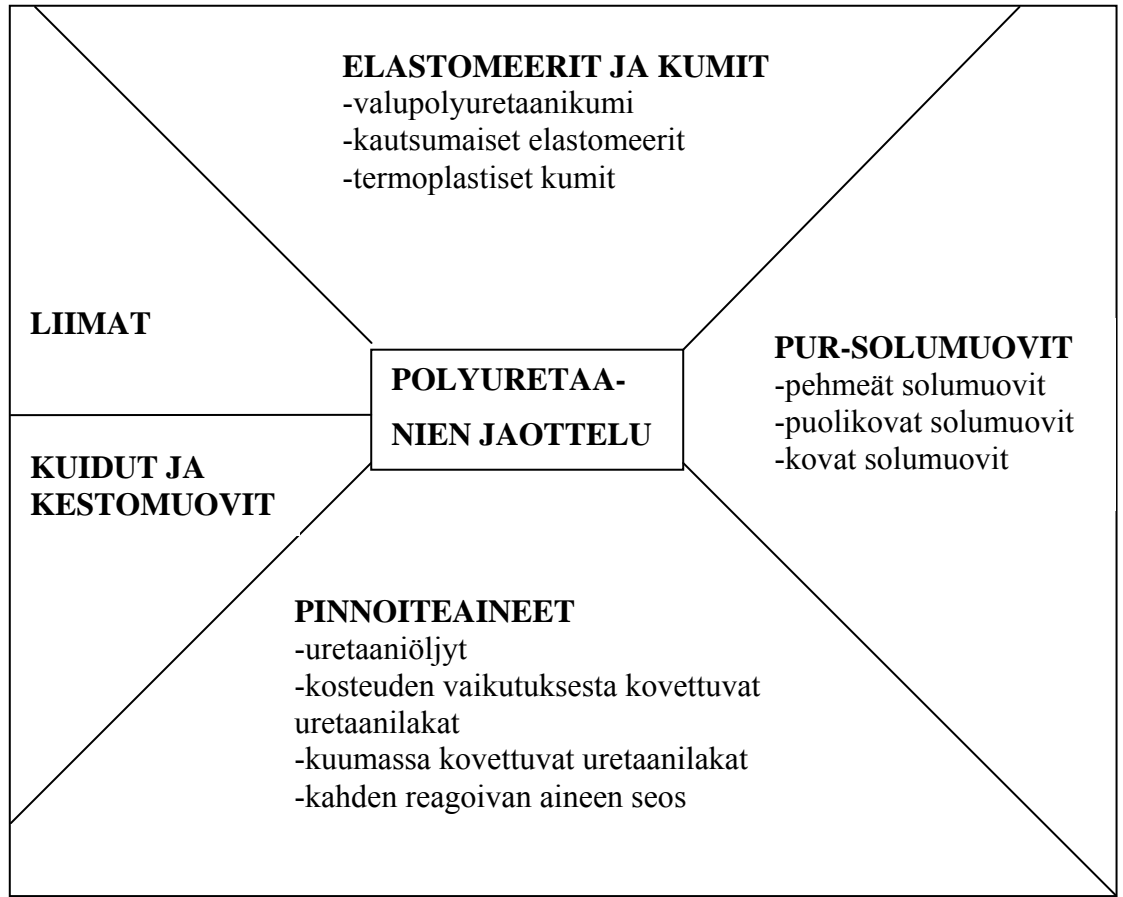 ELASTOMEERIT JA KUMIT
-valupolyuretaanikumi
-kautsumaiset elastomeerit
-termoplastiset kumit
LIIMAT
PUR-SOLUMUOVIT
-pehmeät solumuovit
-puolikovat solumuovit
-kovat solumuovit
POLYURETAA-
NIEN JAOTTELU
KUIDUT JA
KESTOMUOVIT
PINNOITEAINEET
-uretaaniöljyt
-kosteuden vaikutuksesta kovettuvat
uretaanilakat
-kuumassa kovettuvat uretaanilakat
-kahden reagoivan aineen seos